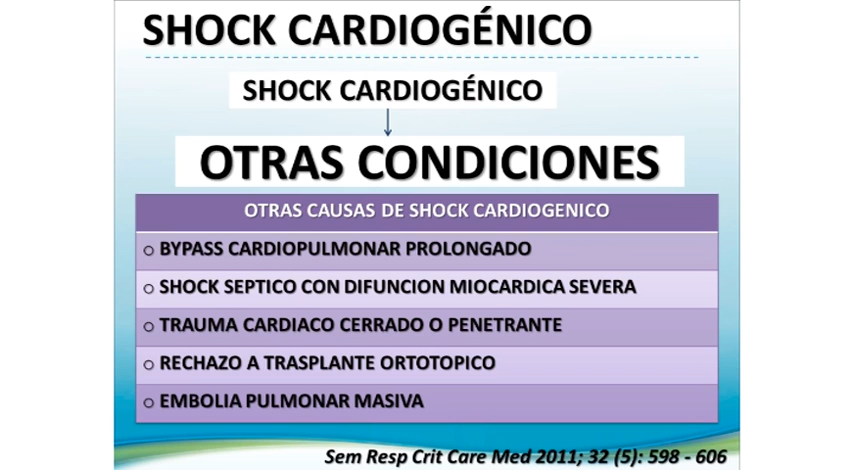 SHOCK CARDIOGÉNICO
SHOCK CARDIOGÉNICO
OTRAS CONDICIONES
OTRAS CAUSAS DE SHOCK CARDIOGENICO
o BYPASS CARDIOPULMONAR PROLONGADO
o SHOCK SEPTICO CON DIFUNCION MIOCARDICA SEVERA
o TRAUMA CARDIACO CERRADO O PENETRANTE
o RECHAZO A TRASPLANTE ORTOTOPICO
o EMBOLIA PULMONAR MASIVA
Sem Resp Crit Care Med 2011; 32 (5): 598 - 606